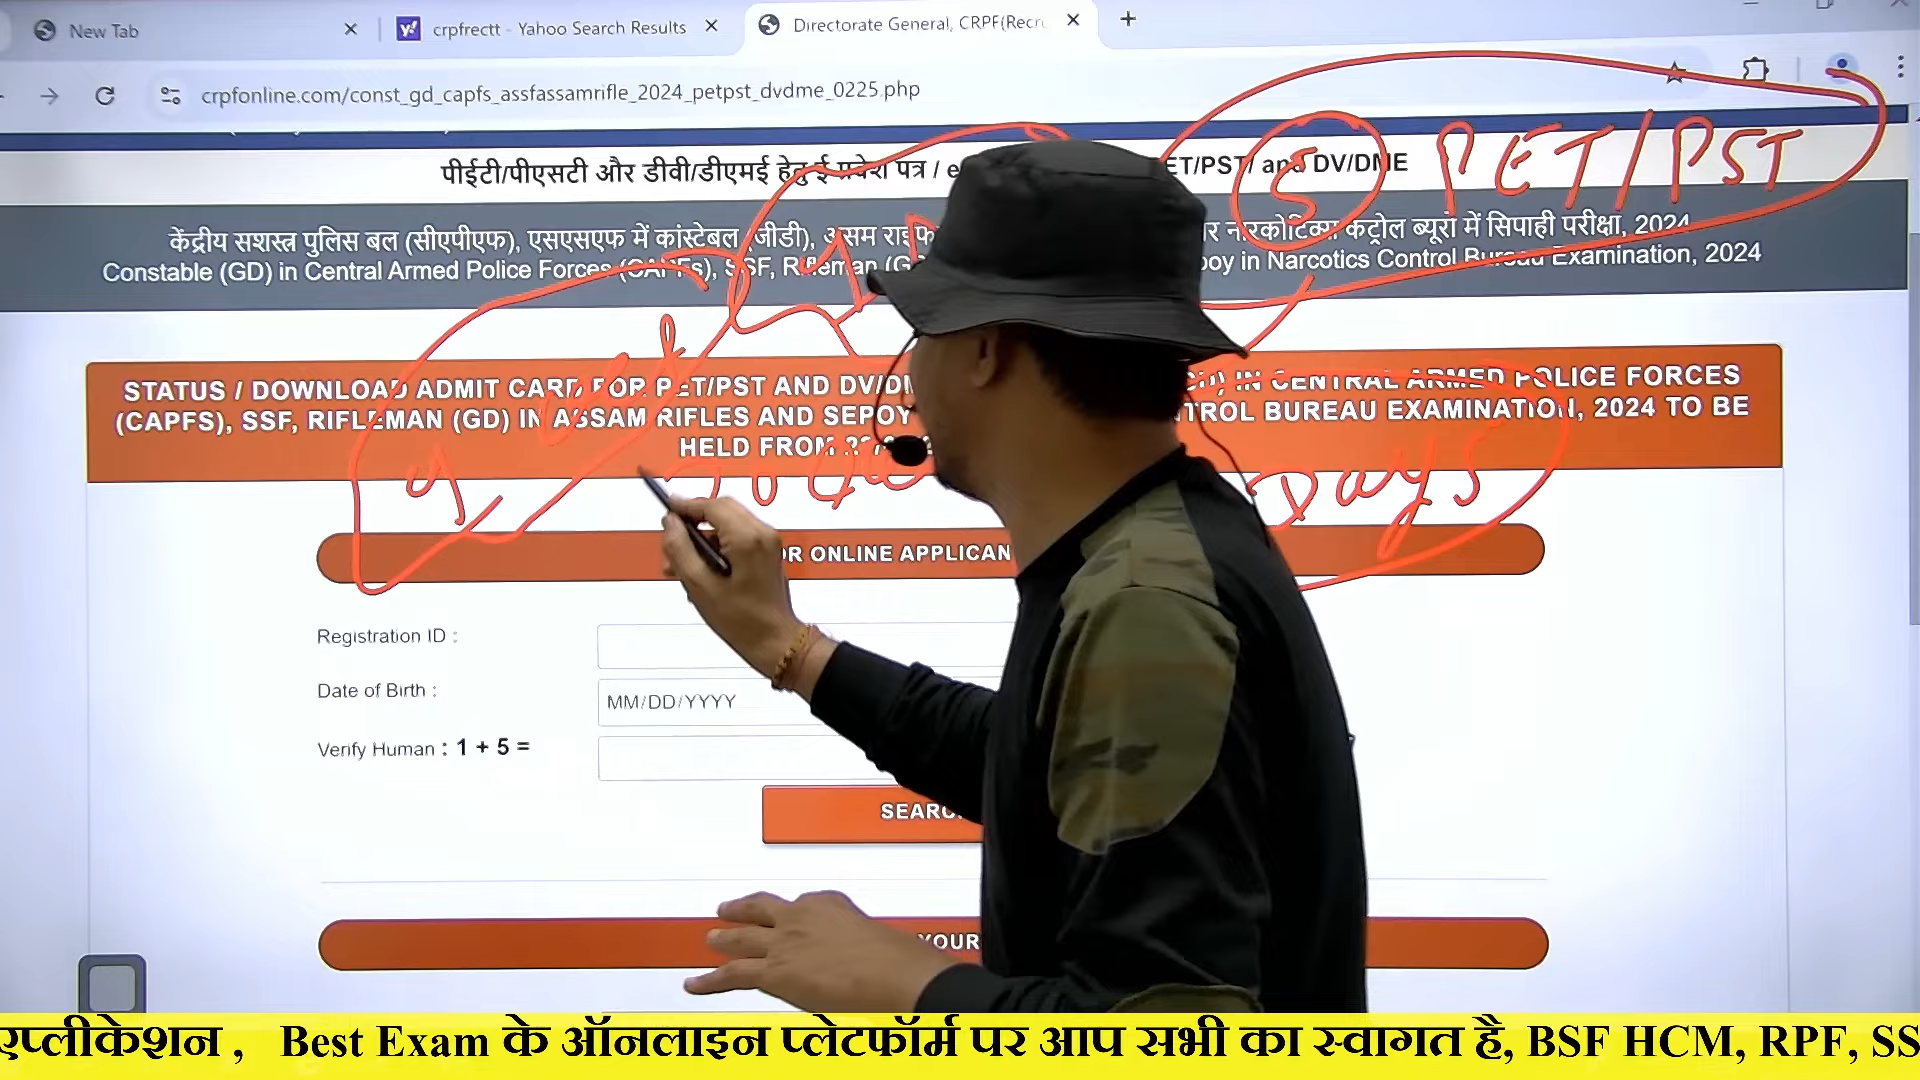 New Tab
crpfrectt - Yahoo Search Results
Directorate General, CRPF(Recr
crpfonline.com/const_gd_capfs_assfassamrifle_2024_petpst_dvdme_0225.php
पीईटी/पीएसटी और डीवी/डीएमई हेतु ई-प्रवेश पत्र / e
ET/PST/ and DV/DME
5 PET/PST
केंद्रीय सशस्त्र पुलिस बल (सीएपीएफ), एसएसएफ में कांस्टेबल (जीडी), असम राइफ
र नारकोटिक्स कंट्रोल ब्यूरो में सिपाही परीक्षा, 2024
Constable (GD) in Central Armed Police Forces (CAPFs), SSF, Rifleman (G
poy in Narcotics Control Bureau Examination, 2024
STATUS / DOWNLOAD ADMIT CARD FOR PET/PST AND DV/DM
IN CENTRAL ARMED POLICE FORCES
(CAPFS), SSF, RIFLEMAN (GD) IN ASSAM RIFLES AND SEPOY
TROL BUREAU EXAMINATION, 2024 TO BE
HELD FROM
Days
OR ONLINE APPLICAN
Registration ID :
Date of Birth :
MM/DD/YYYY
Verify Human : 1 + 5 =
SEARC
YOUR
एप्लीकेशन , Best Exam के ऑनलाइन प्लेटफॉर्म पर आप सभी का स्वागत है, BSF HCM, RPF, SS